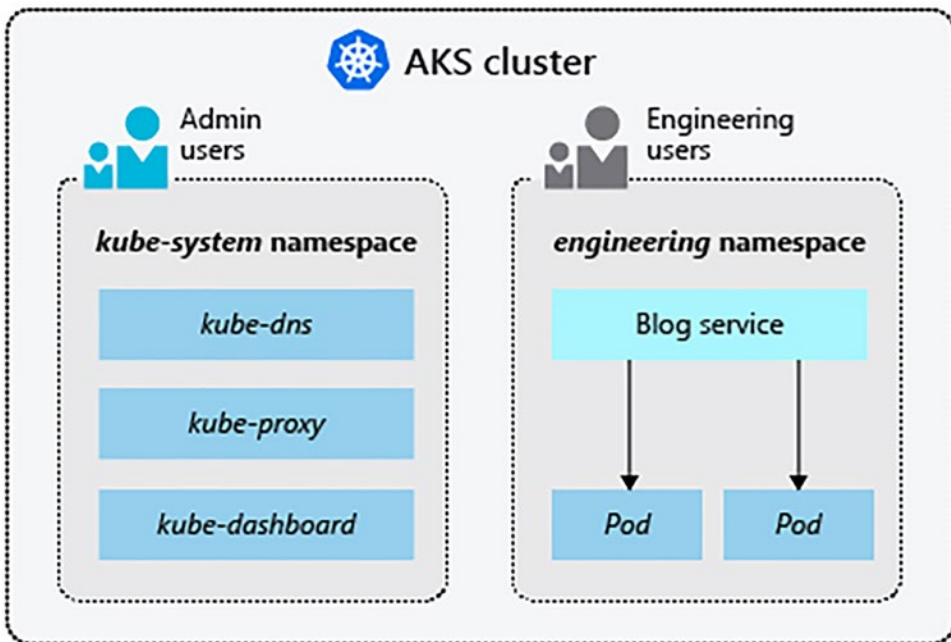 AKS cluster
Admin
users
Engineering
users
kube-system namespace
kube-dns
kube-proxy
kube-dashboard
engineering namespace
Blog service
Pod
Pod